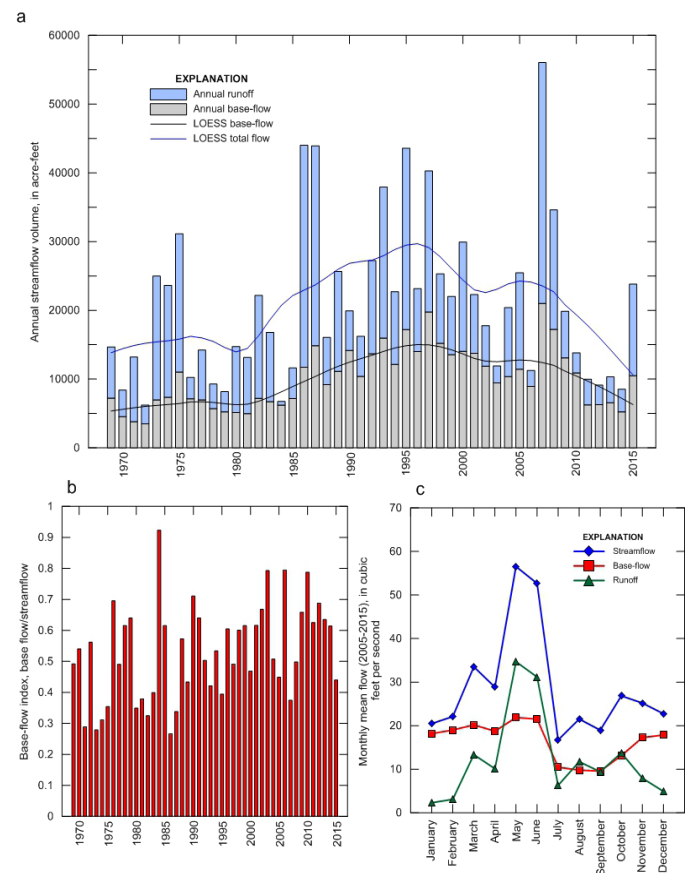 a
60000
50000
40000
30000
20000
10000
0
Annual streamflow volume, in acre-feet
EXPLANATION
Annual runoff
Annual base-flow
LOESS base-flow
LOESS total flow
1970
1975
1980
1985
1990
1995
2000
2005
2010
2015
b
1
0.9
0.8
0.7
0.6
0.5
0.4
0.3
0.2
0.1
0
Base-flow index, base flow/streamflow
1970
1975
1980
1985
1990
1995
2000
2005
2010
2015
c
70
60
50
40
30
20
10
0
Monthly mean flow (2005-2015), in cubic
feet per second
EXPLANATION
Streamflow
Base-flow
Runoff
January
February
March
April
May
June
July
August
September
October
November
December